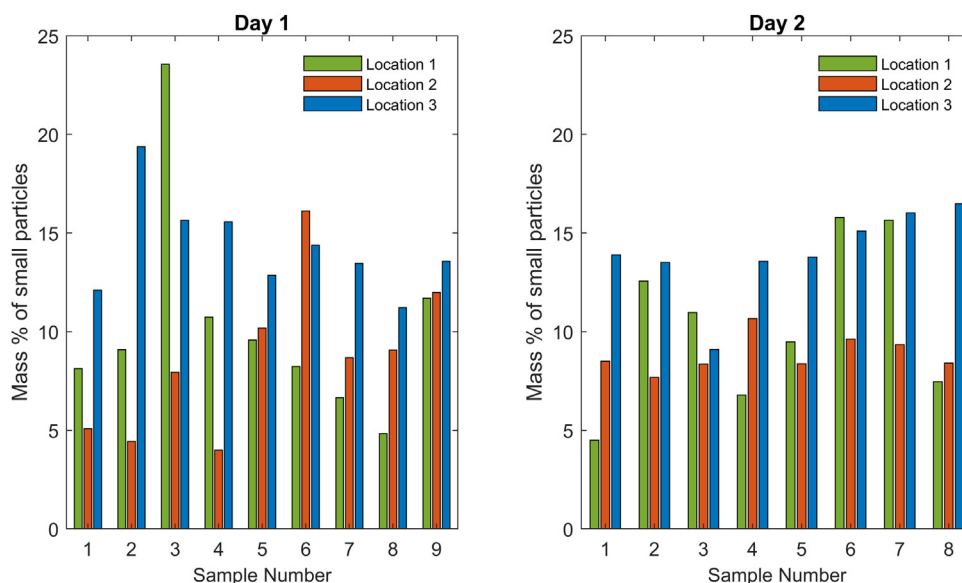 Day 1
25
20
15
10
5
0
Mass % of small particles
Location 1
Location 2
Location 3
1 2 3 4 5 6 7 8 9
Sample Number
Day 2
25
20
15
10
5
0
Mass % of small particles
Location 1
Location 2
Location 3
1 2 3 4 5 6 7 8
Sample Number